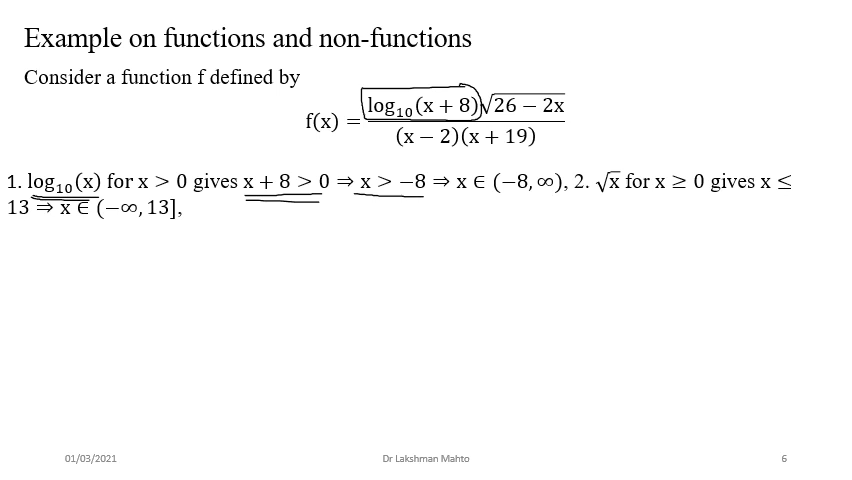 Example on functions and non-functions
Consider a function f defined by
f(x) = log₁₀(x + 8)√26 − 2x / (x − 2)(x + 19)
1. log₁₀(x) for x > 0 gives x + 8 > 0 ⇒ x > −8 ⇒ x ∈ (−8, ∞), 2. √x for x ≥ 0 gives x ≤
13 ⇒ x ∈ (−∞, 13],
01/03/2021 Dr Lakshman Mahto 6